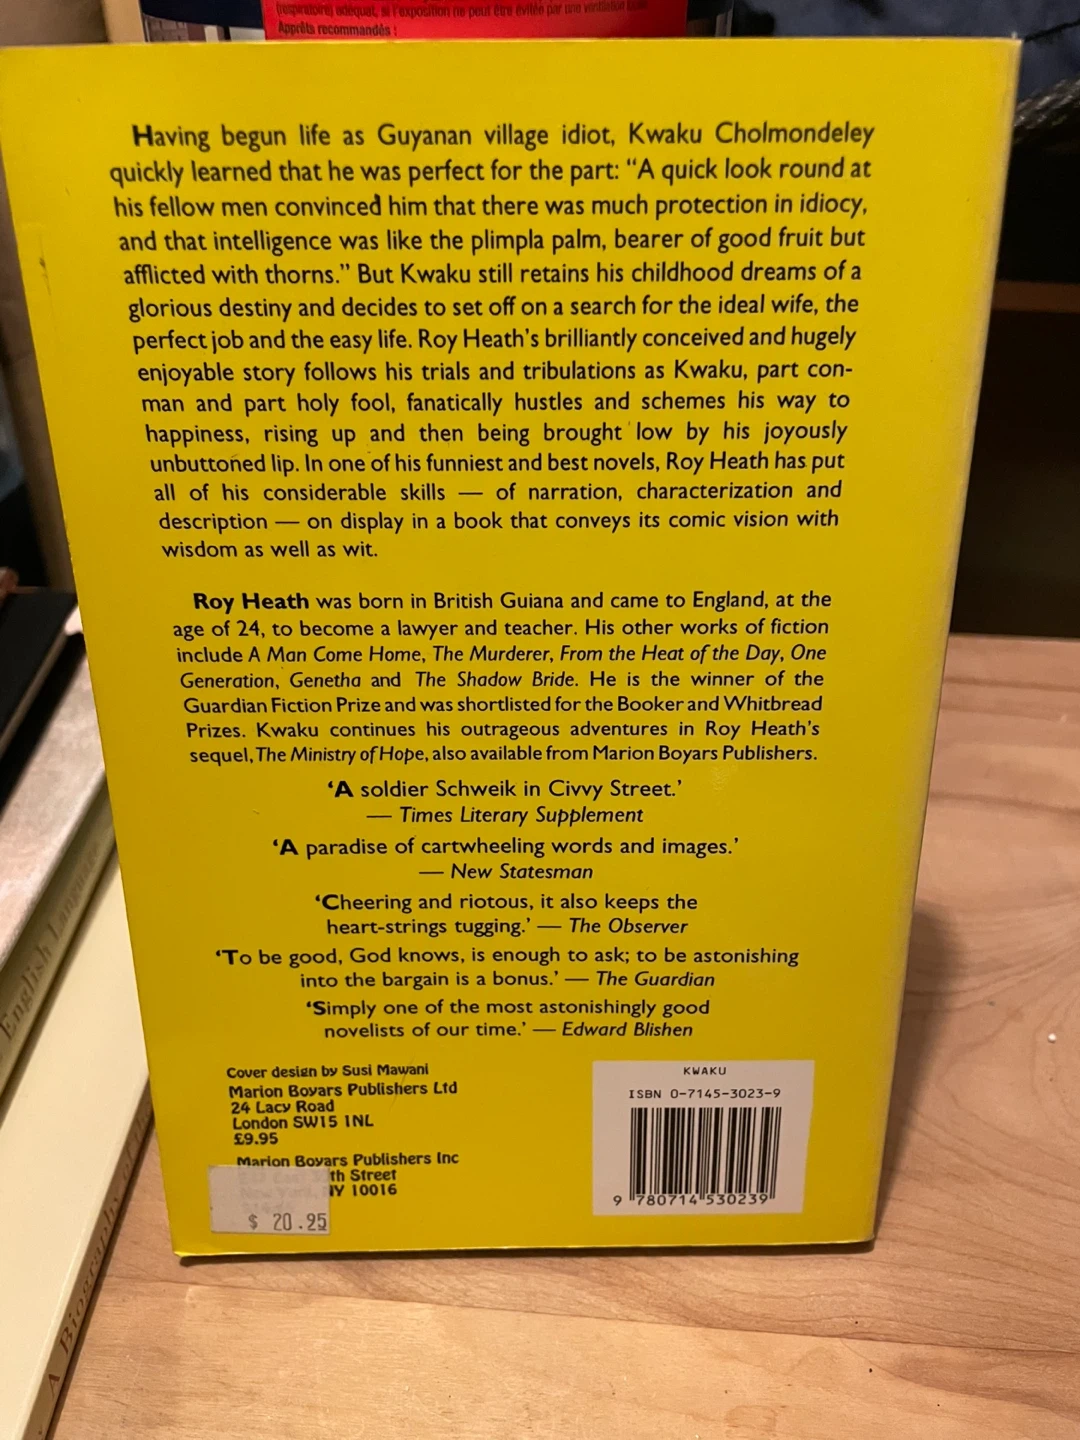 (respiratoire) adéquat, si l'exposition ne peut être évitée par une ventilation
Apprêts recommandés :
Having begun life as Guyanan village idiot, Kwaku Cholmondeley
quickly learned that he was perfect for the part: “A quick look round at
his fellow men convinced him that there was much protection in idiocy,
and that intelligence was like the plimpla palm, bearer of good fruit but
afflicted with thorns.” But Kwaku still retains his childhood dreams of a
glorious destiny and decides to set off on a search for the ideal wife, the
perfect job and the easy life. Roy Heath's brilliantly conceived and hugely
enjoyable story follows his trials and tribulations as Kwaku, part con-
man and part holy fool, fanatically hustles and schemes his way to
happiness, rising up and then being brought low by his joyously
unbuttoned lip. In one of his funniest and best novels, Roy Heath has put
all of his considerable skills — of narration, characterization and
description — on display in a book that conveys its comic vision with
wisdom as well as wit.
Roy Heath was born in British Guiana and came to England, at the
age of 24, to become a lawyer and teacher. His other works of fiction
include A Man Come Home, The Murderer, From the Heat of the Day, One
Generation, Genetha and The Shadow Bride. He is the winner of the
Guardian Fiction Prize and was shortlisted for the Booker and Whitbread
Prizes. Kwaku continues his outrageous adventures in Roy Heath's
sequel, The Ministry of Hope, also available from Marion Boyars Publishers.
‘A soldier Schweik in Civvy Street.’
— Times Literary Supplement
‘A paradise of cartwheeling words and images.’
— New Statesman
‘Cheering and riotous, it also keeps the
heart-strings tugging.’ — The Observer
‘To be good, God knows, is enough to ask; to be astonishing
into the bargain is a bonus.’ — The Guardian
‘Simply one of the most astonishingly good
novelists of our time.’ — Edward Blishen
Cover design by Susi Mawani
Marion Boyars Publishers Ltd
24 Lacy Road
London SW15 1NL
£9.95
Marion Boyars Publishers Inc
th Street
NY 10016
$ 20.95
KWAKU
ISBN 0-7145-3023-9
9 780714 530239
English Language
A Biography of